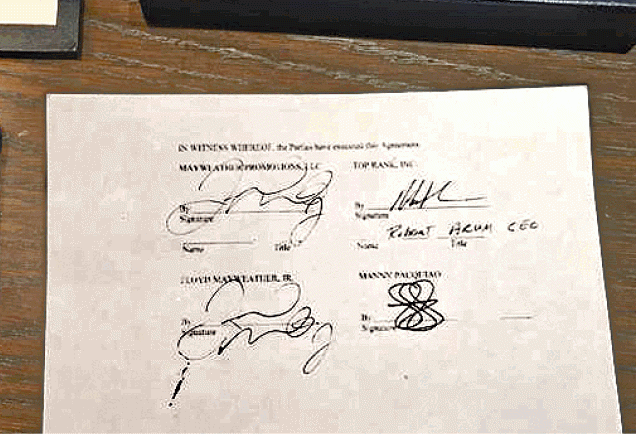 IN WITNESS WHEREOF, the Parties have executed this Agreement.
MAYWEATHER PROMOTIONS, LLC TOP RANK, INC.
By By
Signature Signature
ROBERT ARUM CEO
Name Title Name Title
FLOYD MAYWEATHER, JR. MANNY PACQUIAO
By By
Signature Signature